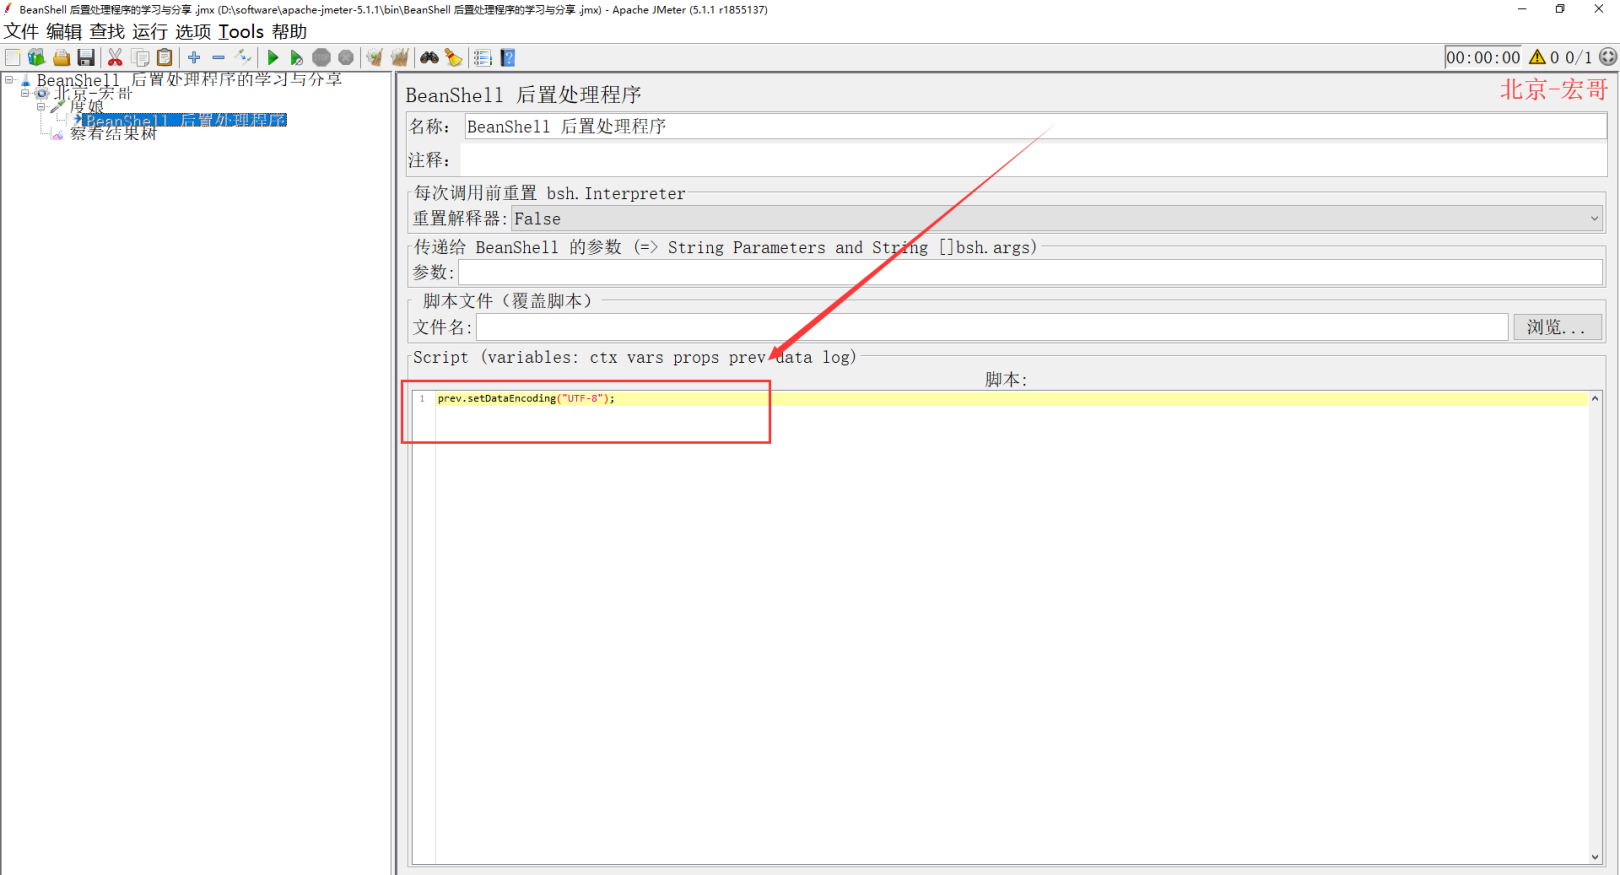 BeanShell 后置处理程序的学习与分享 .jmx (D:\software\apache-jmeter-5.1.1\bin\BeanShell 后置处理程序的学习与分享 .jmx) - Apache JMeter (5.1.1 r1855137)
文件 编辑 查找 运行 选项 Tools 帮助
00:00:00 0 0/1
BeanShell 后置处理程序的学习与分享
北京-宏哥
度娘
BeanShell 后置处理程序
察看结果树
北京-宏哥
BeanShell 后置处理程序
名称: BeanShell 后置处理程序
注释:
每次调用前重置 bsh.Interpreter
重置解释器: False
传递给 BeanShell 的参数 (=> String Parameters and String []bsh.args)
参数:
脚本文件（覆盖脚本）
文件名:
浏览...
Script (variables: ctx vars props prev data log)
脚本:
1 prev.setDataEncoding("UTF-8");